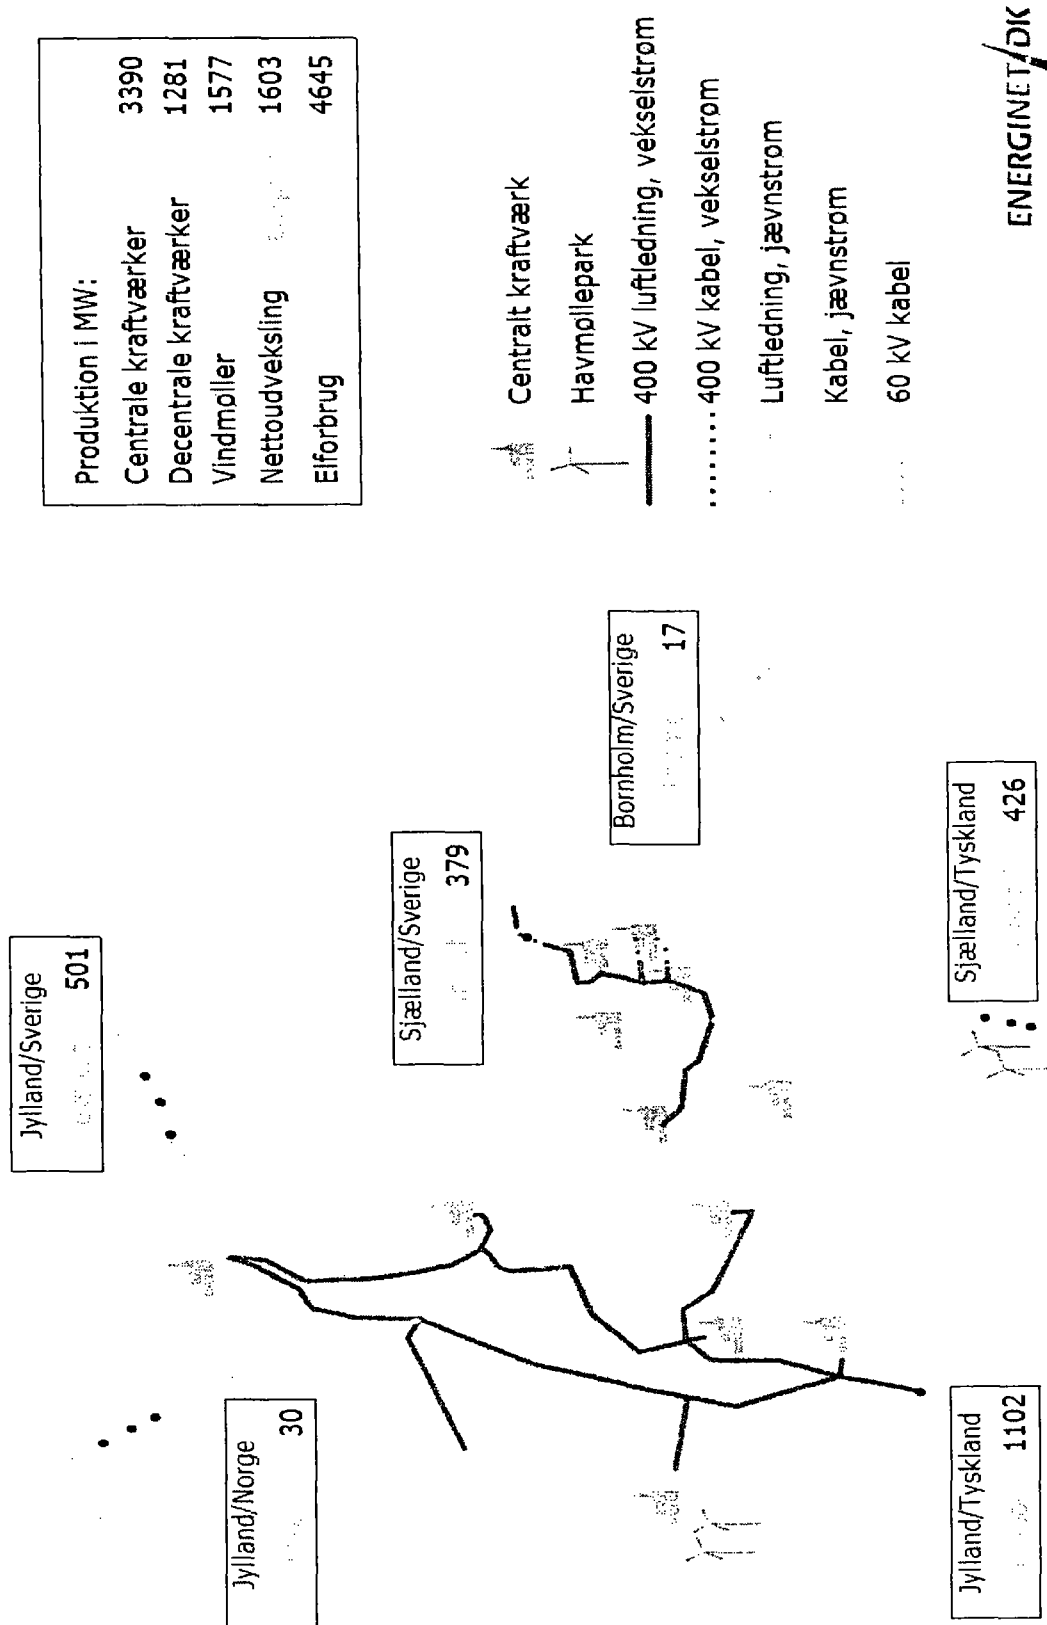 Produktion i MW:
Centrale kraftværker 3390
Decentrale kraftværker 1281
Vindmøller 1577
Nettoudveksling 1603
Elforbrug 4645
Centralt kraftværk
Havmøllepark
400 kV luftledning, vekselstrøm
400 kV kabel, vekselstrøm
Luftledning, jævnstrøm
Kabel, jævnstrøm
60 kV kabel
Jylland/Norge
30
Jylland/Sverige
501
Sjælland/Sverige
379
Bornholm/Sverige
17
Jylland/Tyskland
1102
Sjælland/Tyskland
426
ENERGINET/DK